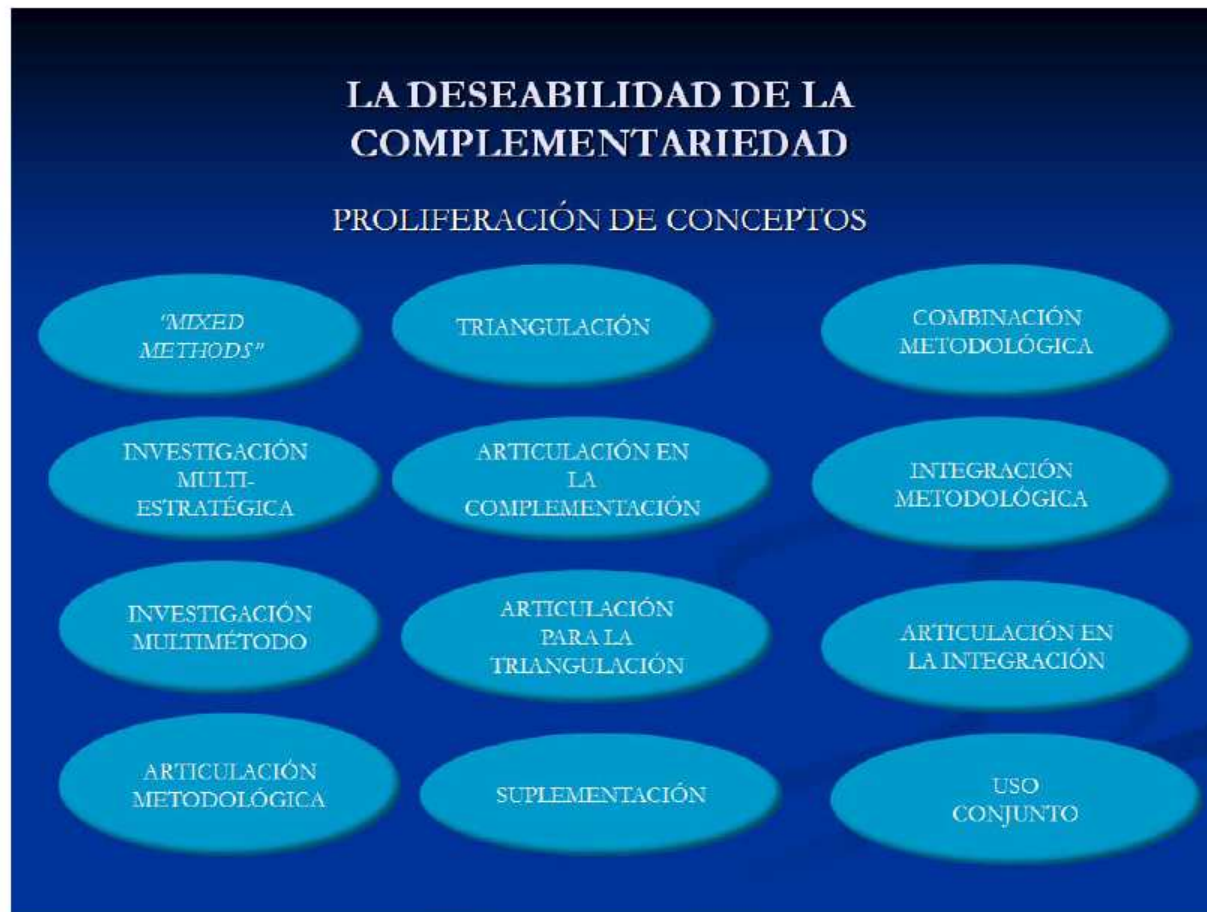 LA DESEABILIDAD DE LA
COMPLEMENTARIEDAD
PROLIFERACIÓN DE CONCEPTOS
"MIXED
METHODS"
TRIANGULACIÓN
COMBINACIÓN
METODOLÓGICA
INVESTIGACIÓN
MULTI-
ESTRATÉGICA
ARTICULACIÓN EN
LA
COMPLEMENTACIÓN
INTEGRACIÓN
METODOLÓGICA
INVESTIGACIÓN
MULTIMÉTODO
ARTICULACIÓN
PARA LA
TRIANGULACIÓN
ARTICULACIÓN EN
LA INTEGRACIÓN
ARTICULACIÓN
METODOLÓGICA
SUPLEMENTACIÓN
USO
CONJUNTO